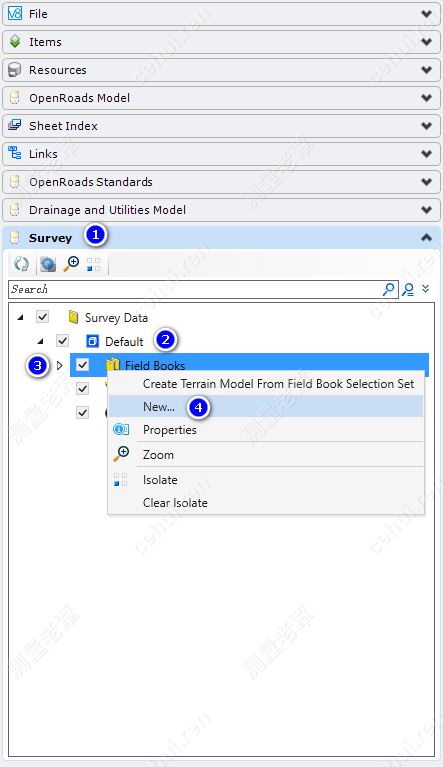 File
Items
Resources
OpenRoads Model
Sheet Index
Links
OpenRoads Standards
Drainage and Utilities Model
Survey 1
Search
Survey Data
Default 2
3 Field Books
Create Terrain Model From Field Book Selection Set
New... 4
Properties
Zoom
Isolate
Clear Isolate
测量老覃
cehui.ren